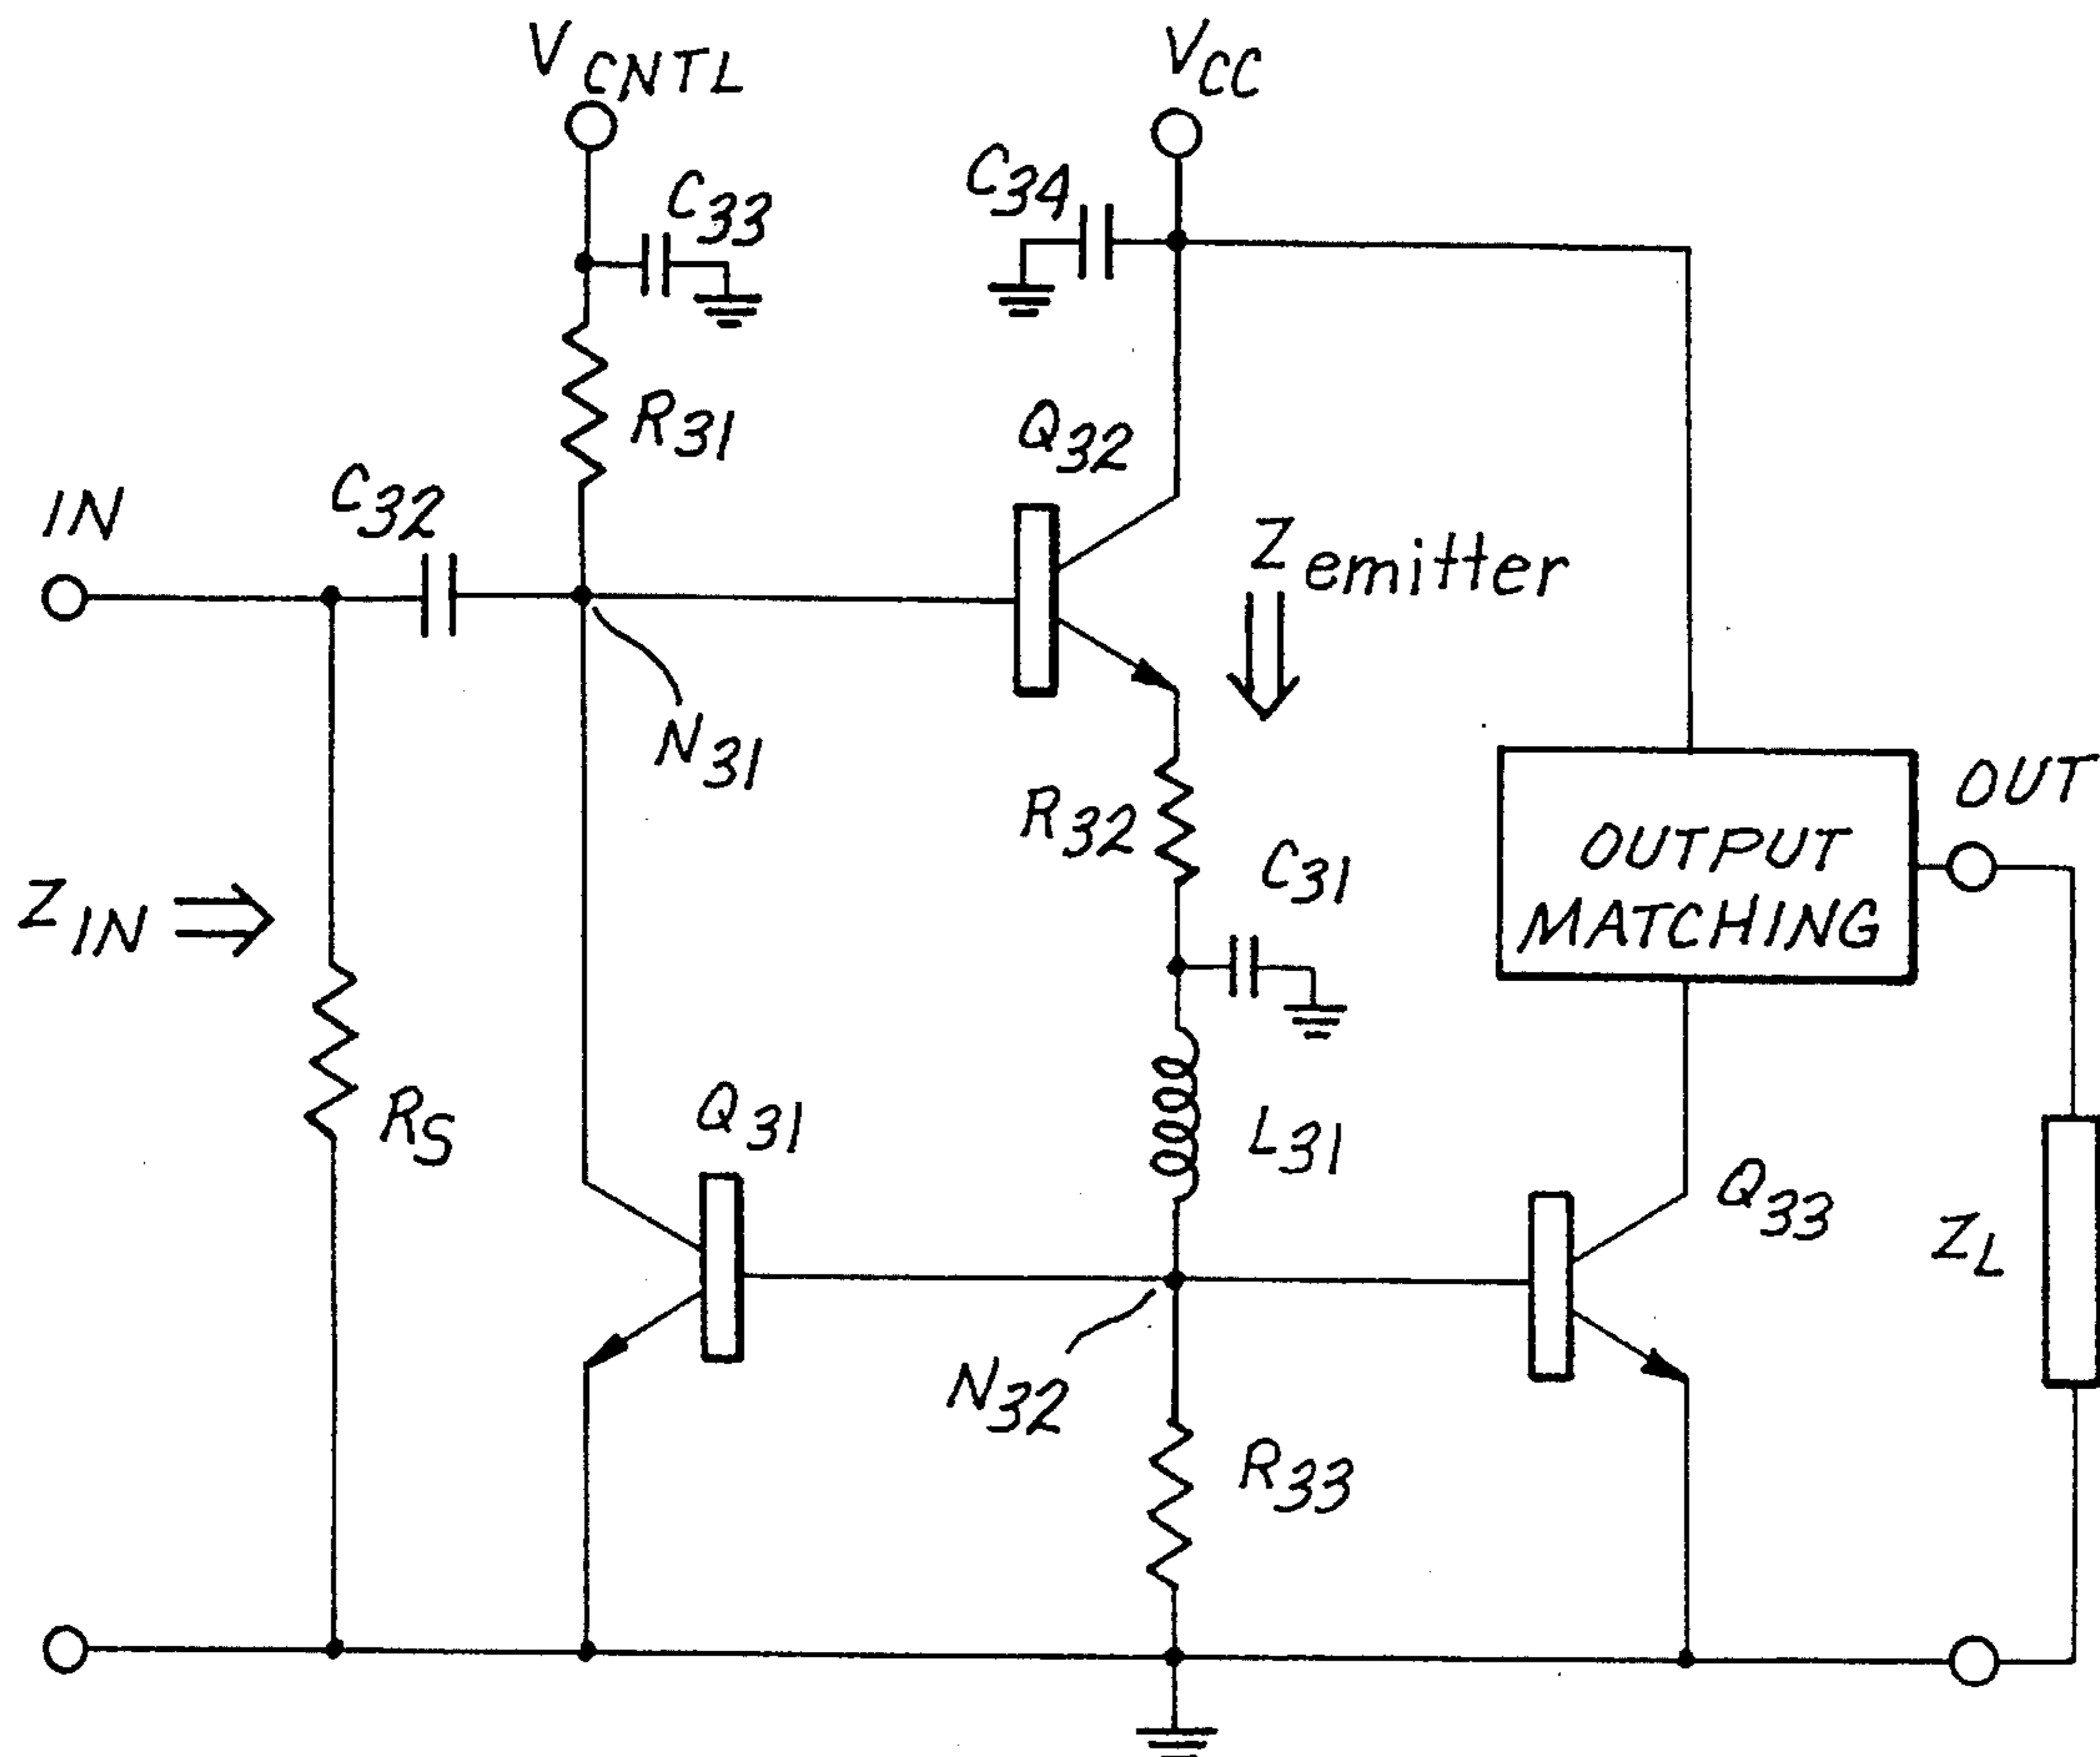 VCNTL
VCC
C33
C34
R31
Q32
IN
C32
Zemitter
N31
R32
C31
OUT
OUTPUT
MATCHING
ZIN
RS
Q31
L31
Q33
ZL
N32
R33